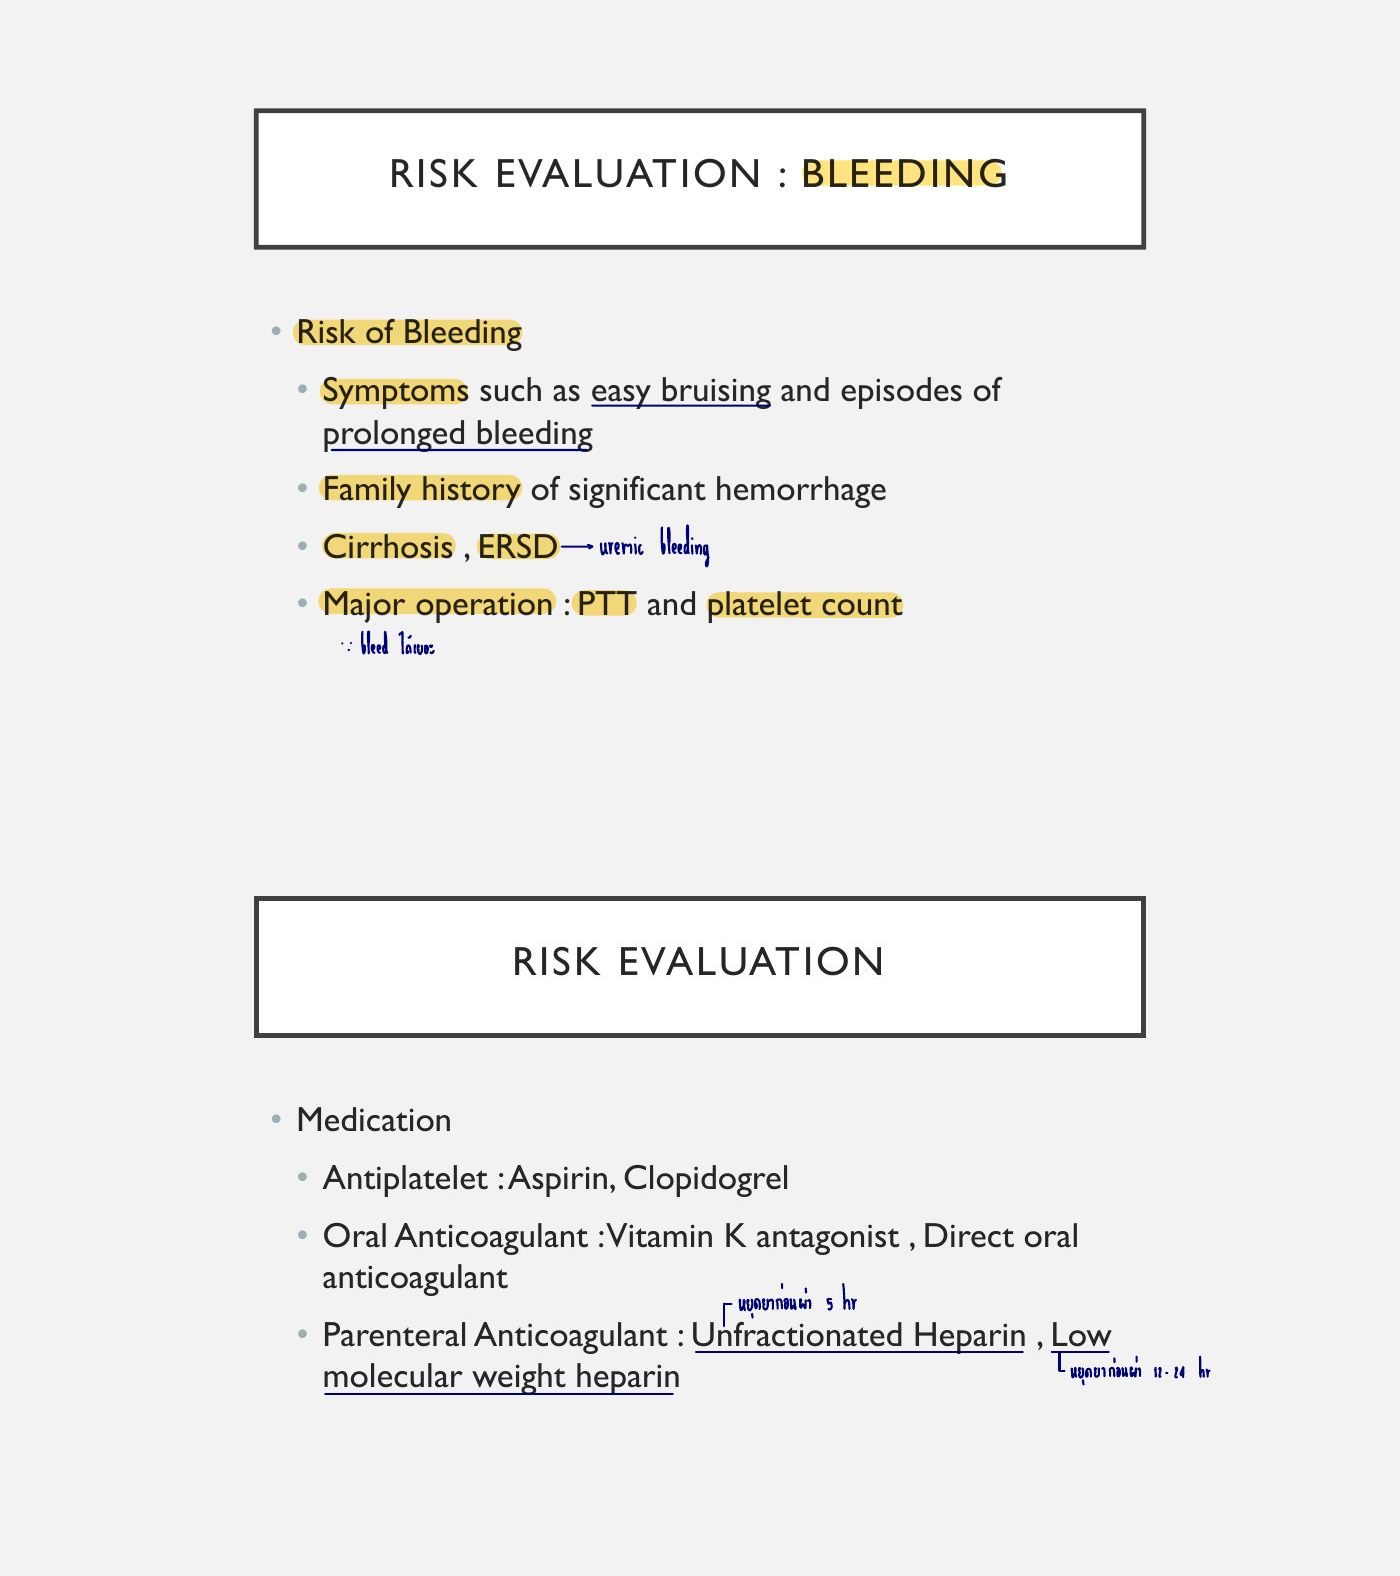 RISK EVALUATION : BLEEDING
• Risk of Bleeding
• Symptoms such as easy bruising and episodes of
prolonged bleeding
• Family history of significant hemorrhage
• Cirrhosis , ERSD → uremic bleeding
• Major operation : PTT and platelet count
∵ bleed ได้เยอะ
RISK EVALUATION
• Medication
• Antiplatelet : Aspirin, Clopidogrel
• Oral Anticoagulant : Vitamin K antagonist , Direct oral
anticoagulant
หยุดยาก่อนผ่า 5 hr
• Parenteral Anticoagulant : Unfractionated Heparin , Low
molecular weight heparin
หยุดยาก่อนผ่า 12-24 hr